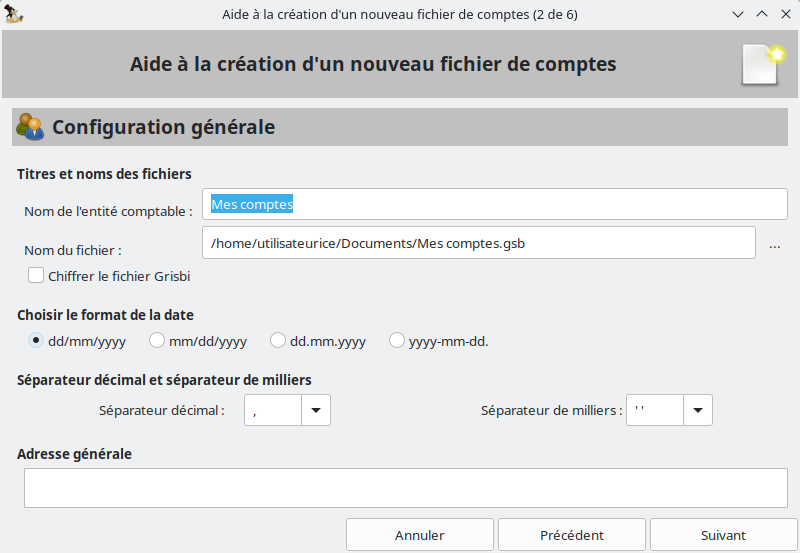 Aide à la création d'un nouveau fichier de comptes (2 de 6)
Aide à la création d'un nouveau fichier de comptes
Configuration générale
Titres et noms des fichiers
Nom de l'entité comptable : Mes comptes
Nom du fichier : /home/utilisateurice/Documents/Mes comptes.gsb ...
Chiffrer le fichier Grisbi
Choisir le format de la date
dd/mm/yyyy mm/dd/yyyy dd.mm.yyyy yyyy-mm-dd.
Séparateur décimal et séparateur de milliers
Séparateur décimal : , Séparateur de milliers : ' '
Adresse générale
Annuler Précédent Suivant